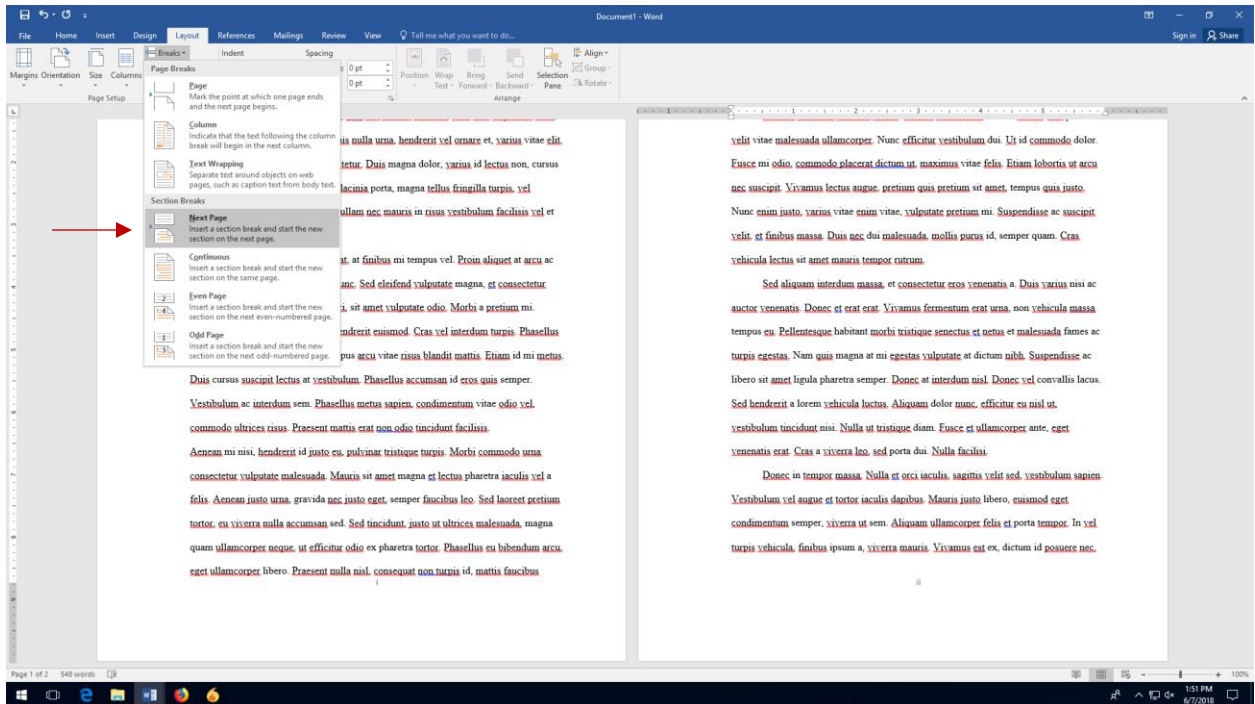 Document1 - Word
File Home Insert Design Layout References Mailings Review View Tell me what you want to do... Sign in Share
Breaks Indent Spacing
Margins Orientation Size Columns
0 pt
0 pt
Position Wrap Text Bring Forward Send Backward Selection Pane
Align
Group
Rotate
Page Setup
Arrange
Page Breaks
Page
Mark the point at which one page ends
and the next page begins.
Column
Indicate that the text following the column
break will begin in the next column.
Text Wrapping
Separate text around objects on web
pages, such as caption text from body text.
Section Breaks
Next Page
Insert a section break and start the new
section on the next page.
Continuous
Insert a section break and start the new
section on the same page.
Even Page
Insert a section break and start the new
section on the next even-numbered page.
Odd Page
Insert a section break and start the new
section on the next odd-numbered page.
nulla urna, hendrerit vel ornare et, varius vitae elit.
Duis magna dolor, varius id lectus non, cursus
lacinia porta, magna tellus fringilla turpis, vel
nec mauris in risus vestibulum facilisis vel et
at finibus mi tempus vel. Proin aliquet at arcu ac
Sed eleifend vulputate magna, et consectetur
sit amet vulputate odio. Morbi a pretium mi.
euismod. Cras vel interdum turpis. Phasellus
arcu vitae risus blandit mattis. Etiam id mi metus.
Duis cursus suscipit lectus at vestibulum. Phasellus accumsan id eros quis semper.
Vestibulum ac interdum sem. Phasellus metus sapien, condimentum vitae odio vel,
commodo ultrices risus. Praesent mattis erat non odio tincidunt facilisis.
Aenean mi nisi, hendrerit id justo eu, pulvinar tristique turpis. Morbi commodo urna
consectetur vulputate malesuada. Mauris sit amet magna et lectus pharetra iaculis vel a
felis. Aenean justo urna, gravida nec justo eget, semper faucibus leo. Sed laoreet pretium
tortor, eu viverra nulla accumsan sed. Sed tincidunt, justo ut ultrices malesuada, magna
quam ullamcorper neque, ut efficitur odio ex pharetra tortor. Phasellus eu bibendum arcu,
eget ullamcorper libero. Praesent nulla nisl, consequat non turpis id, mattis faucibus
i
velit vitae malesuada ullamcorper. Nunc efficitur vestibulum dui. Ut id commodo dolor.
Fusce mi odio, commodo placerat dictum ut, maximus vitae felis. Etiam lobortis ut arcu
nec suscipit. Vivamus lectus augue, pretium quis pretium sit amet, tempus quis justo.
Nunc enim justo, varius vitae enim vitae, vulputate pretium mi. Suspendisse ac suscipit
velit, et finibus massa. Duis nec dui malesuada, mollis purus id, semper quam. Cras
vehicula lectus sit amet mauris tempor rutrum.
Sed aliquam interdum massa, et consectetur eros venenatis a. Duis varius nisi ac
auctor venenatis. Donec et erat erat. Vivamus fermentum erat urna, non vehicula massa
tempus eu. Pellentesque habitant morbi tristique senectus et netus et malesuada fames ac
turpis egestas. Nam quis magna at mi egestas vulputate at dictum nibh. Suspendisse ac
libero sit amet ligula pharetra semper. Donec at interdum nisl. Donec vel convallis lacus.
Sed hendrerit a lorem vehicula luctus. Aliquam dolor nunc, efficitur eu nisl ut,
vestibulum tincidunt nisi. Nulla ut tristique diam. Fusce et ullamcorper ante, eget
venenatis erat. Cras a viverra leo, sed porta dui. Nulla facilisi.
Donec in tempor massa. Nulla et orci iaculis, sagittis velit sed, vestibulum sapien.
Vestibulum vel augue et tortor iaculis dapibus. Mauris justo libero, euismod eget
condimentum semper, viverra ut sem. Aliquam ullamcorper felis et porta tempor. In vel
turpis vehicula, finibus ipsum a, viverra mauris. Vivamus est ex, dictum id posuere nec,
ii
Page 1 of 2 548 words 100%
1:51 PM
6/7/2018